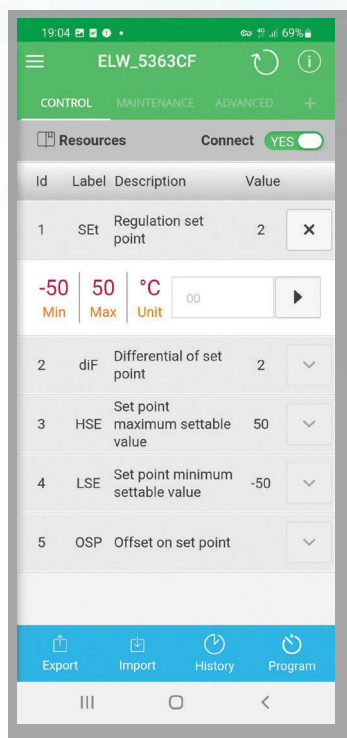 19:04 69%
ELW_5363CF
CONTROL MAINTENANCE ADVANCED +
Resources Connect YES
Id Label Description Value
1 SEt Regulation set point 2
-50 50 °C 00
Min Max Unit
2 diF Differential of set point 2
3 HSE Set point maximum settable value 50
4 LSE Set point minimum settable value -50
5 OSP Offset on set point
Export Import History Program